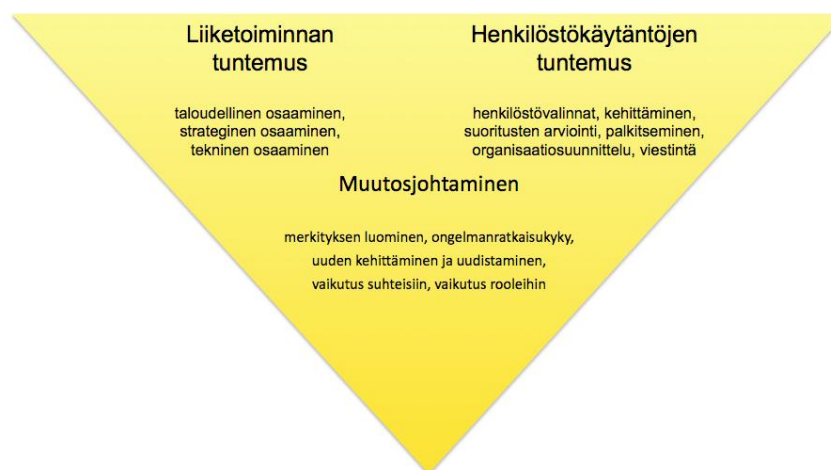 Liiketoiminnan
tuntemus
taloudellinen osaaminen,
strateginen osaaminen,
tekninen osaaminen
Henkilöstökäytäntöjen
tuntemus
henkilöstövalinnat, kehittäminen,
suoritusten arviointi, palkitseminen,
organisaatiosuunnittelu, viestintä
Muutosjohtaminen
merkityksen luominen, ongelmanratkaisukyky,
uuden kehittäminen ja uudistaminen,
vaikutus suhteisiin, vaikutus rooleihin